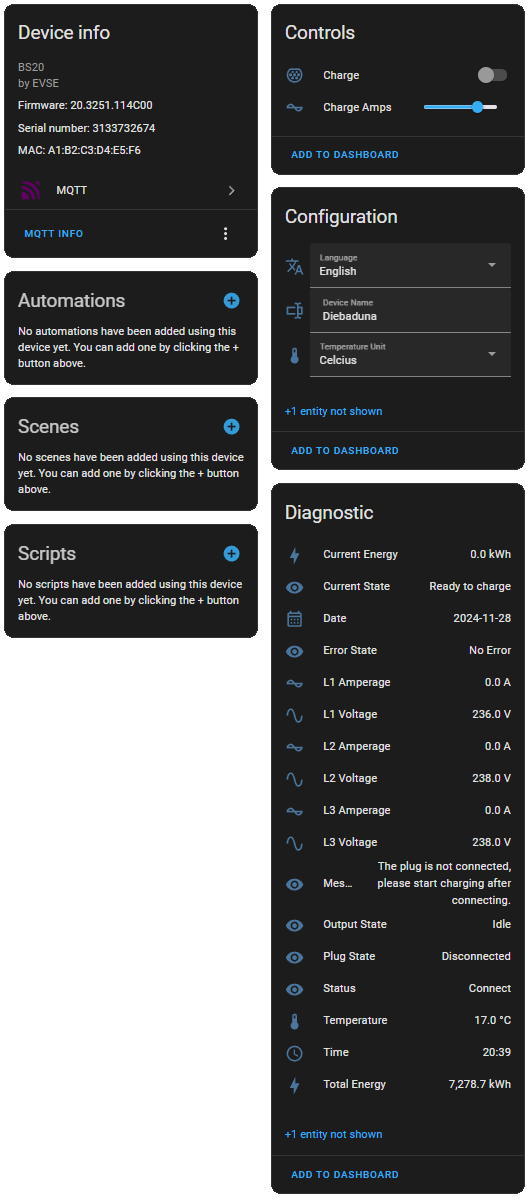 Device info
BS20
by EVSE
Firmware: 20.3251.114C00
Serial number: 3133732674
MAC: A1:B2:C3:D4:E5:F6
MQTT
MQTT INFO
Automations
No automations have been added using this
device yet. You can add one by clicking the +
button above.
Scenes
No scenes have been added using this device
yet. You can add one by clicking the + button
above.
Scripts
No scripts have been added using this device
yet. You can add one by clicking the + button
above.
Controls
Charge
Charge Amps
ADD TO DASHBOARD
Configuration
Language
English
Device Name
Diebaduna
Temperature Unit
Celcius
+1 entity not shown
ADD TO DASHBOARD
Diagnostic
Current Energy 0.0 kWh
Current State Ready to charge
Date 2024-11-28
Error State No Error
L1 Amperage 0.0 A
L1 Voltage 236.0 V
L2 Amperage 0.0 A
L2 Voltage 238.0 V
L3 Amperage 0.0 A
L3 Voltage 238.0 V
Mes... The plug is not connected,
please start charging after
connecting.
Output State Idle
Plug State Disconnected
Status Connect
Temperature 17.0 °C
Time 20:39
Total Energy 7,278.7 kWh
+1 entity not shown
ADD TO DASHBOARD